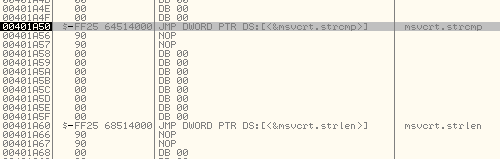 00401A4D 00 DB 00
00401A4E 00 DB 00
00401A4F 00 DB 00
00401A50 $-FF25 64514000 JMP DWORD PTR DS:[<&msvcrt.strcmp>] msvcrt.strcmp
00401A56 90 NOP
00401A57 90 NOP
00401A58 00 DB 00
00401A59 00 DB 00
00401A5A 00 DB 00
00401A5B 00 DB 00
00401A5C 00 DB 00
00401A5D 00 DB 00
00401A5E 00 DB 00
00401A5F 00 DB 00
00401A60 $-FF25 68514000 JMP DWORD PTR DS:[<&msvcrt.strlen>] msvcrt.strlen
00401A66 90 NOP
00401A67 90 NOP
00401A68 00 DB 00